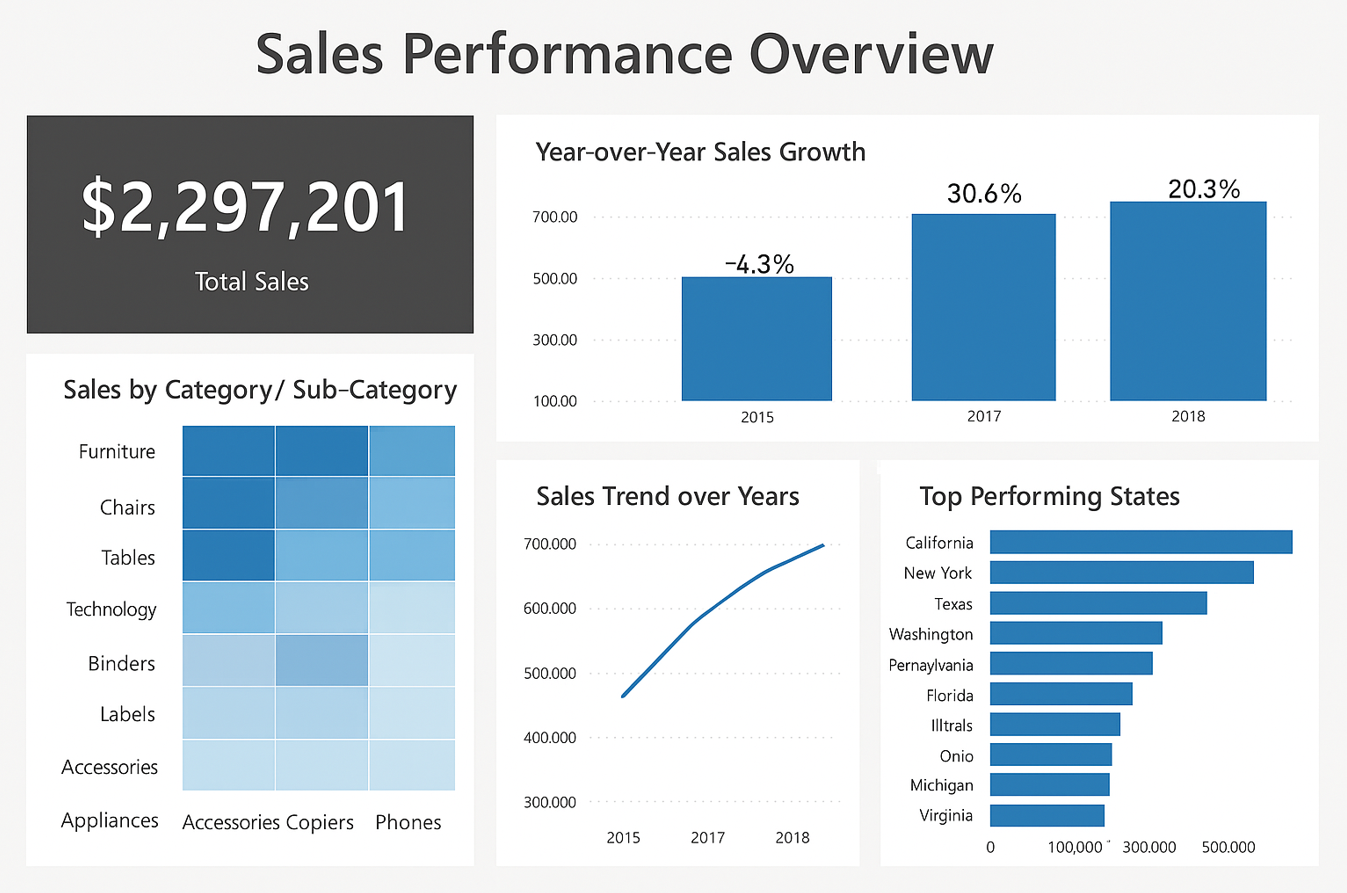 Sales Performance Overview
$2,297,201
Total Sales
Year-over-Year Sales Growth
30.6%
20.3%
700.00
-4.3%
500.00
300.00
100.00
2015
2017
2018
Sales by Category/ Sub-Category
Furniture
Chairs
Tables
Technology
Binders
Labels
Accessories
Appliances
Accessories Copiers Phones
Sales Trend over Years
700.000
600.000
500.000
400.000
300.000
2015
2017
2018
Top Performing States
California
New York
Texas
Washington
Pernaylvania
Florida
Illtrals
Onio
Michigan
Virginia
0
100,000
300.000
500.000